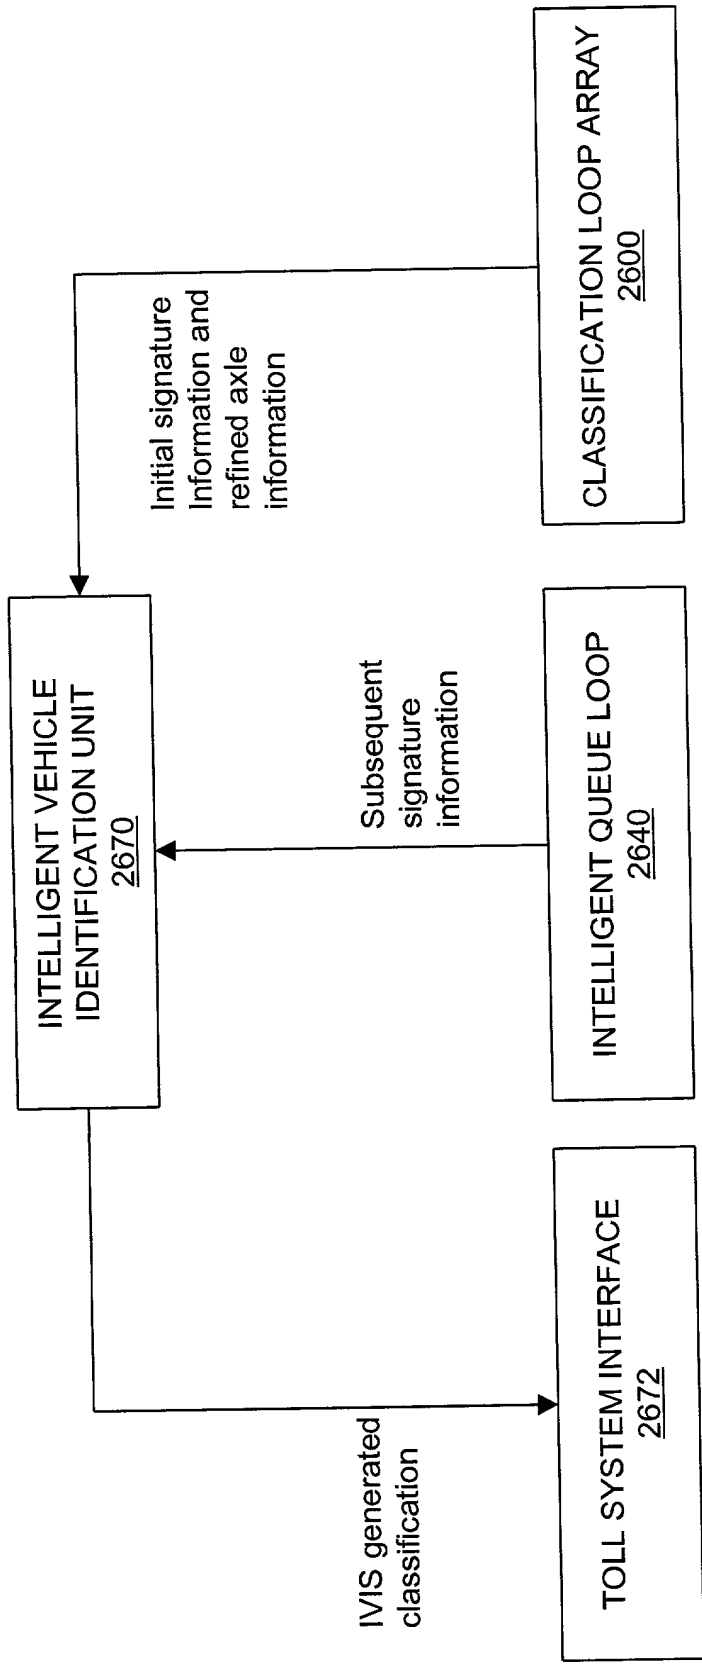 INTELLIGENT VEHICLE
IDENTIFICATION UNIT
2670
IVIS generated
classification
Subsequent
signature
information
Initial signature
Information and
refined axle
information
TOLL SYSTEM INTERFACE
2672
INTELLIGENT QUEUE LOOP
2640
CLASSIFICATION LOOP ARRAY
2600